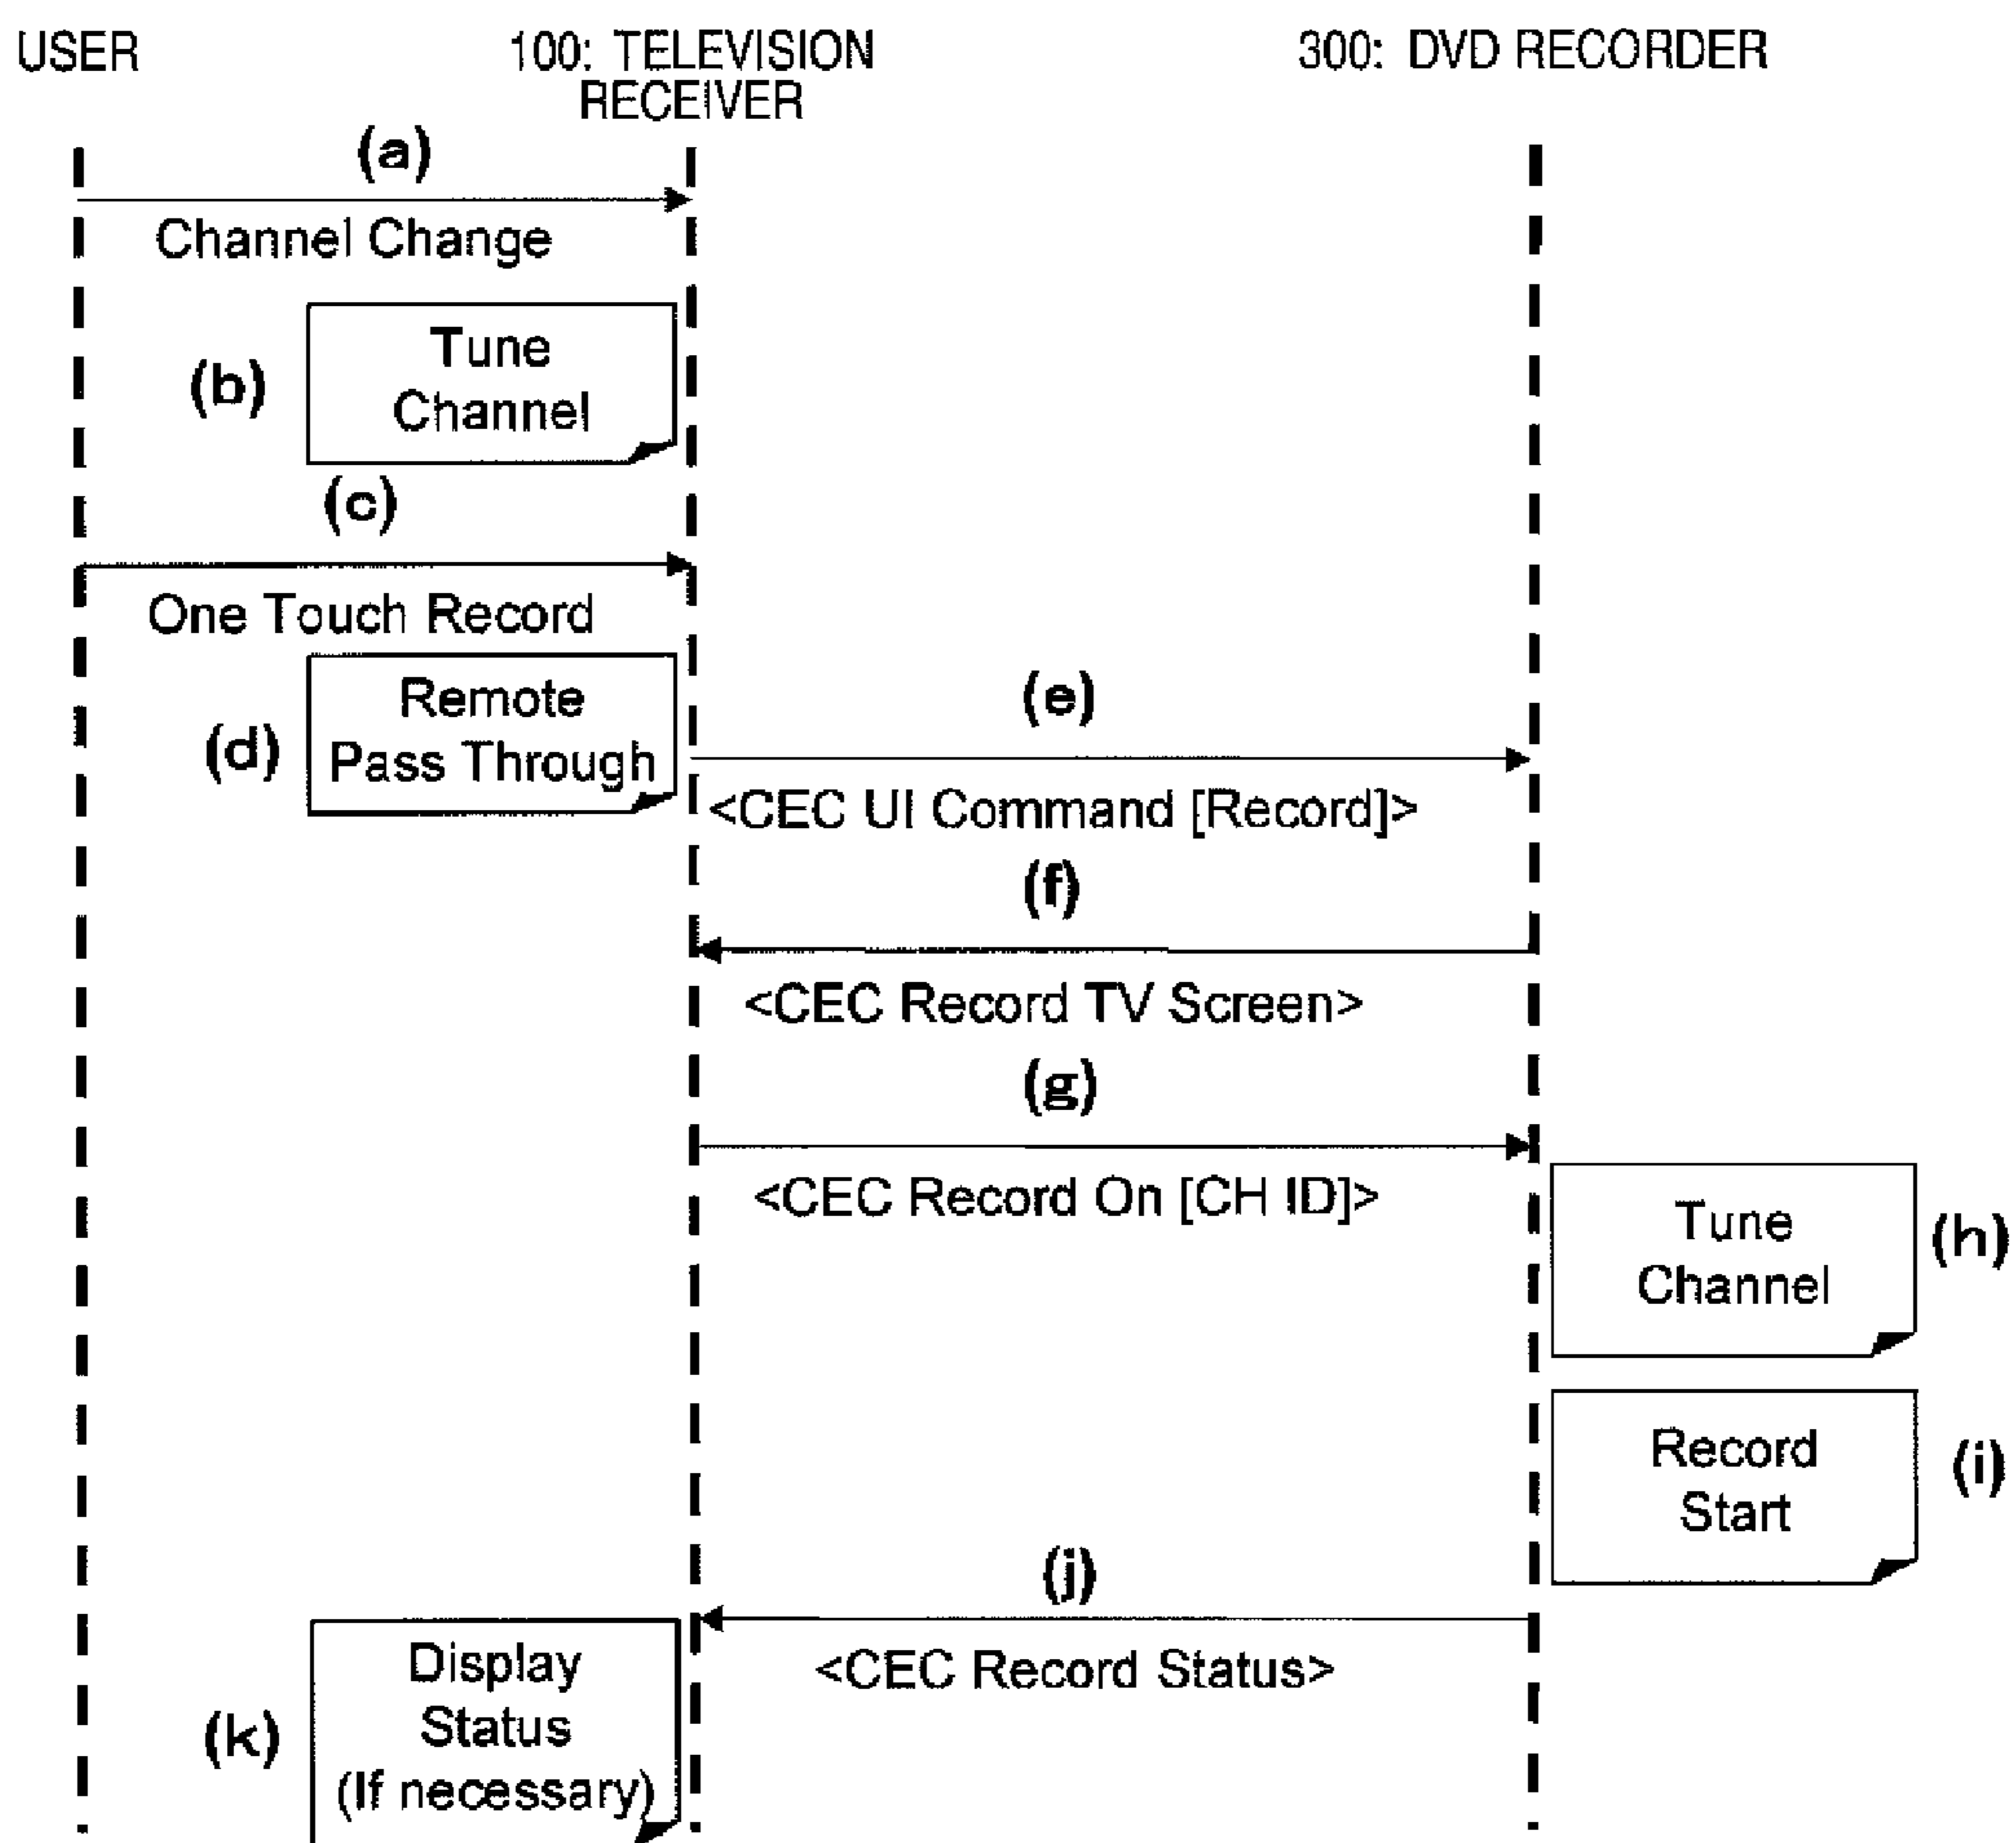 USER
100: TELEVISION
RECEIVER
300: DVD RECORDER
(a)
Channel Change
(b)
Tune
Channel
(c)
One Touch Record
(d)
Remote
Pass Through
(e)
<CEC UI Command [Record]>
(f)
<CEC Record TV Screen>
(g)
<CEC Record On [CH ID]>
Tune
Channel
(h)
Record
Start
(i)
(j)
<CEC Record Status>
(k)
Display
Status
(If necessary)